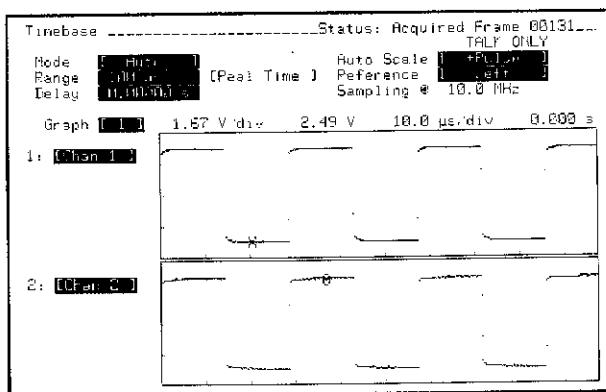 Timebase Status: Acquired Frame 00131
TALK ONLY
Mode [ Auto ] Auto Scale [ +Pulse ]
Range [Real Time ] Reference [ Left ]
Delay Sampling @ 10.0 MHz
Graph [ 1 ] 1.67 V/div 2.49 V 10.0 µs/div 0.000 s
1: [Chan 1 ]
2: [Chan 2 ]